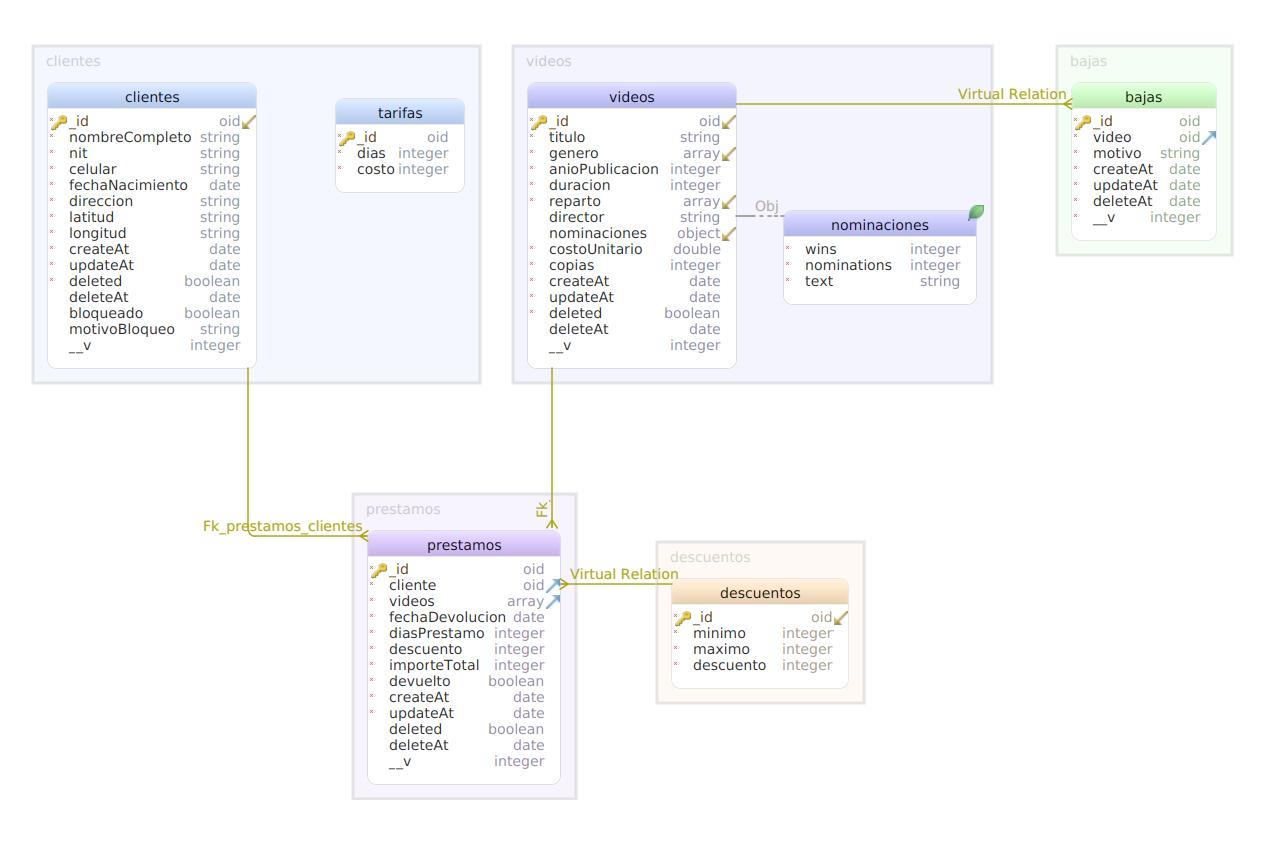 clientes
clientes
_id oid
nombreCompleto string
nit string
celular string
fechaNacimiento date
direccion string
latitud string
longitud string
createAt date
updateAt date
deleted boolean
deleteAt date
bloqueado boolean
motivoBloqueo string
__v integer
tarifas
_id oid
dias integer
costo integer
videos
videos
_id oid
titulo string
genero array
anioPublicacion integer
duracion integer
reparto array
director string
nominaciones object
costoUnitario double
copias integer
createAt date
updateAt date
deleted boolean
deleteAt date
__v integer
Obj
nominaciones
wins integer
nominations integer
text string
Virtual Relation
bajas
bajas
_id oid
video oid
motivo string
createAt date
updateAt date
deleteAt date
__v integer
Fk_prestamos_clientes
Fk_
prestamos
prestamos
_id oid
cliente oid
videos array
fechaDevolucion date
diasPrestamo integer
descuento integer
importeTotal integer
devuelto boolean
createAt date
updateAt date
deleted boolean
deleteAt date
__v integer
Virtual Relation
descuentos
descuentos
_id oid
minimo integer
maximo integer
descuento integer